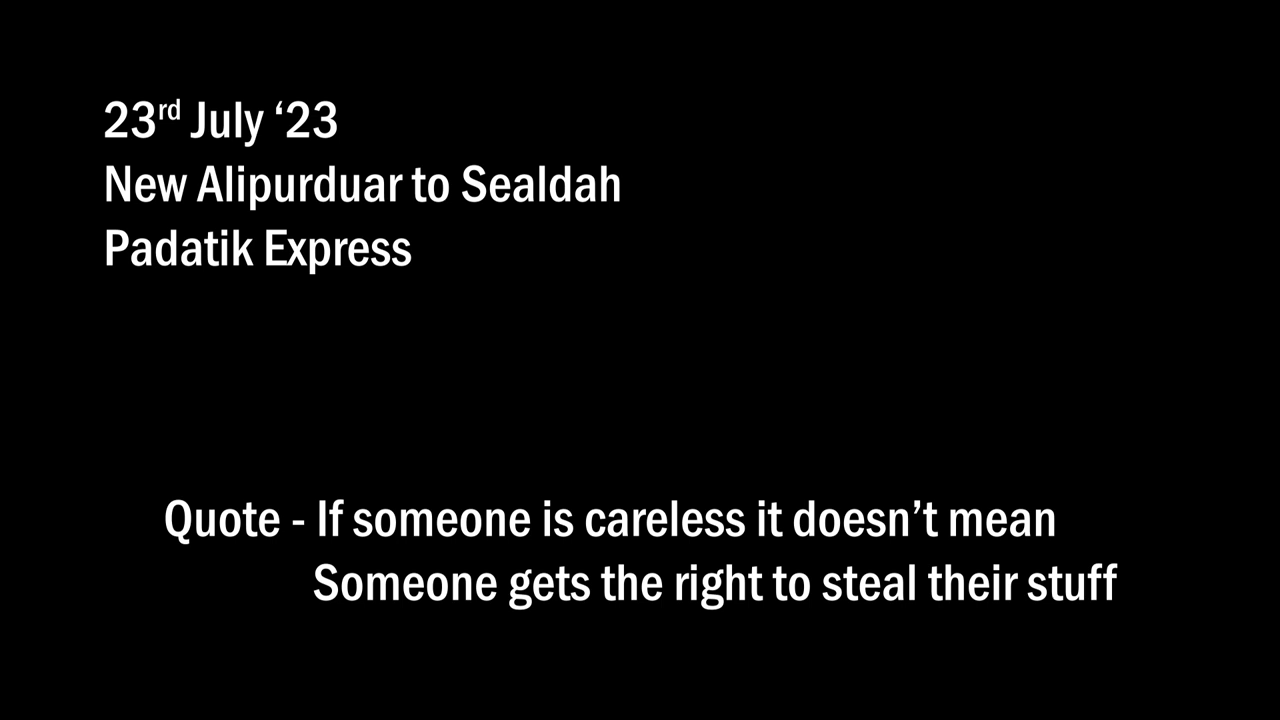 23rd July ‘23
New Alipurduar to Sealdah
Padatik Express
Quote - If someone is careless it doesn’t mean
Someone gets the right to steal their stuff